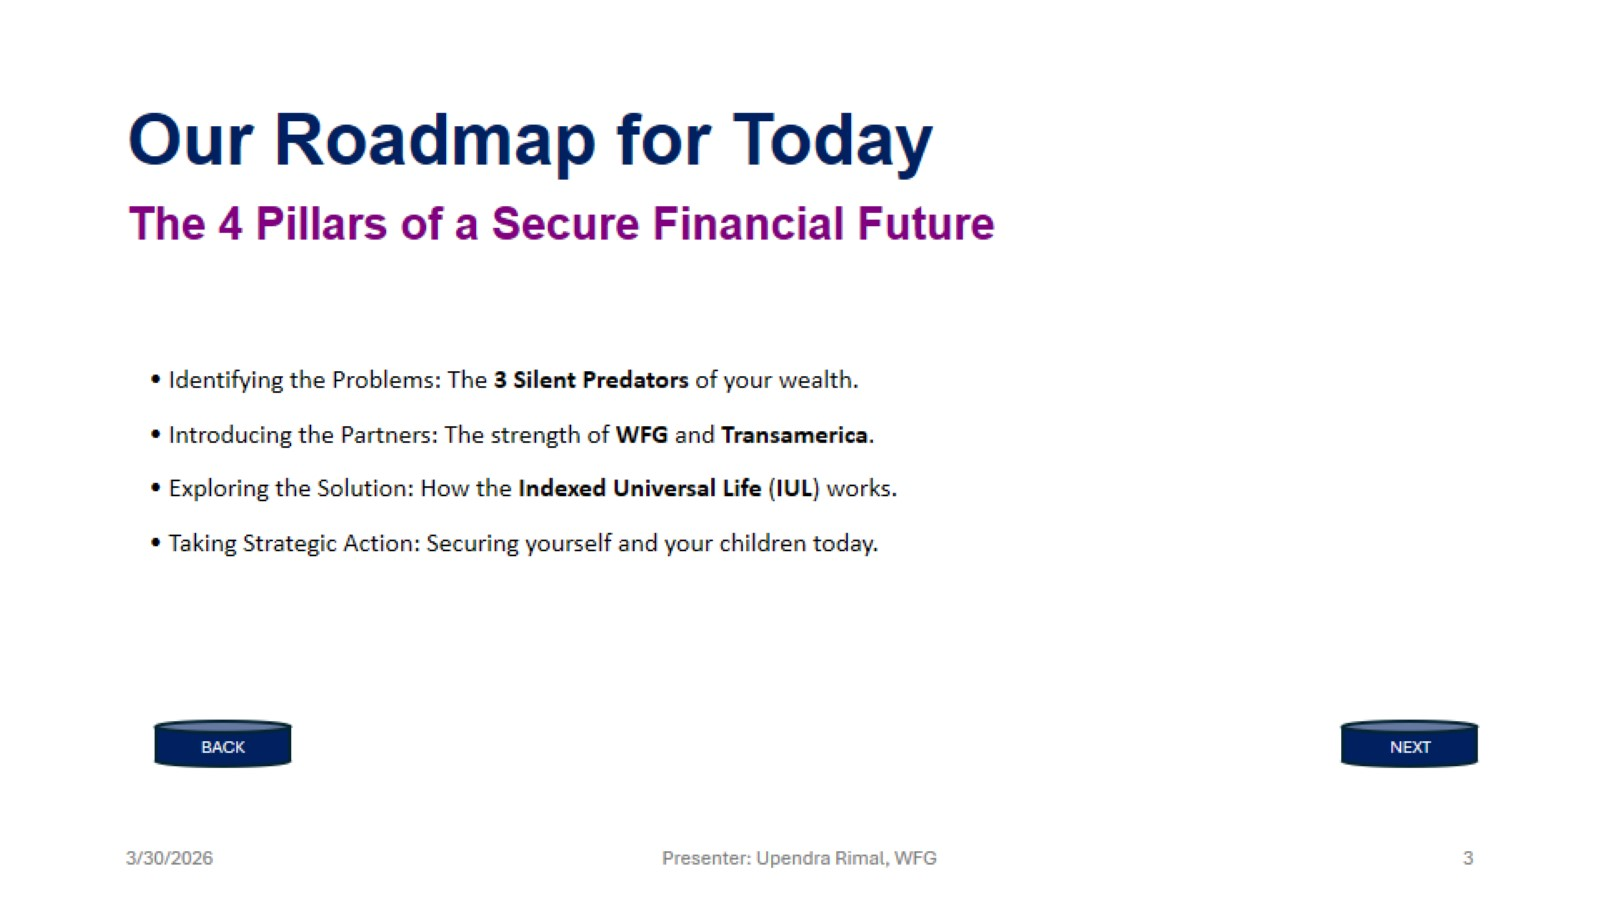 Our Roadmap for Today
The 4 Pillars of a Secure Financial Future
• Identifying the Problems: The 3 Silent Predators of your wealth.
• Introducing the Partners: The strength of WFG and Transamerica.
• Exploring the Solution: How the Indexed Universal Life (IUL) works.
• Taking Strategic Action: Securing yourself and your children today.
BACK
NEXT
3/30/2026
Presenter: Upendra Rimal, WFG
3